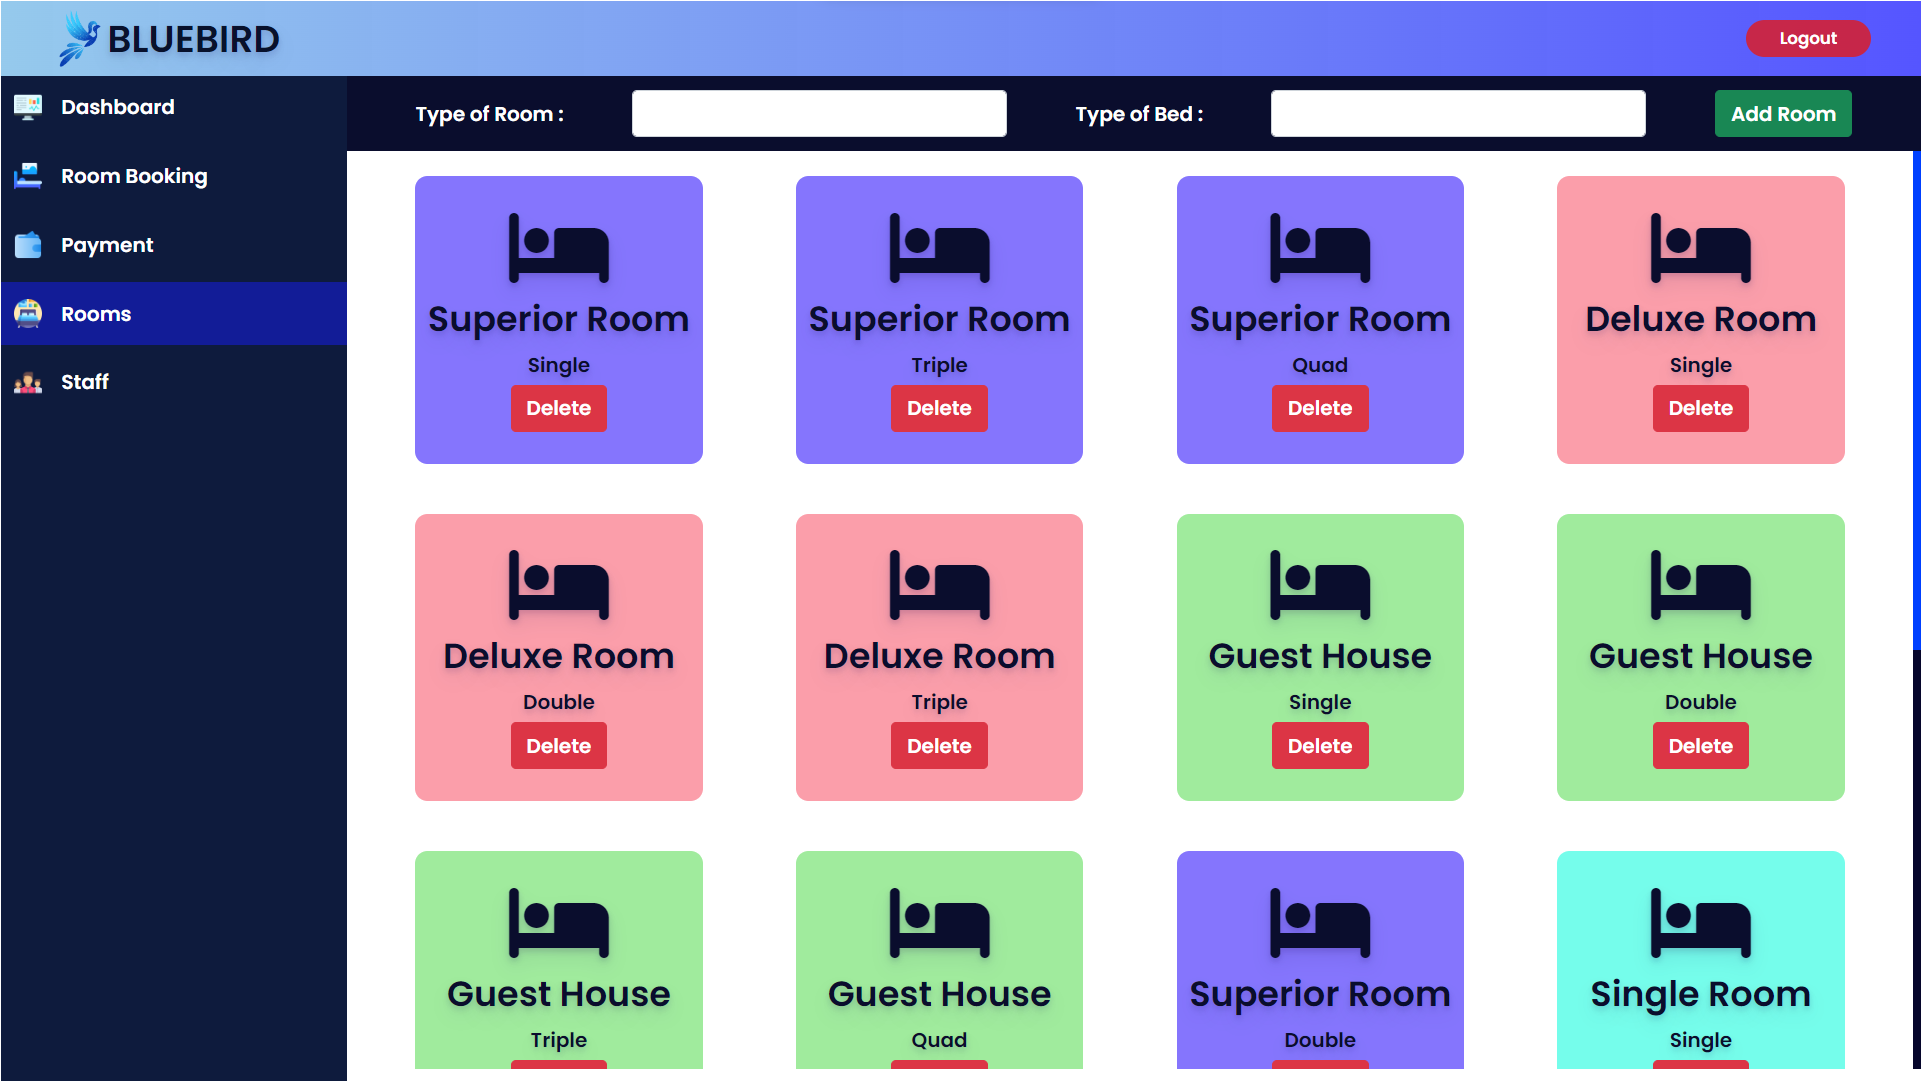 BLUEBIRD
Logout
Dashboard
Room Booking
Payment
Rooms
Staff
Type of Room :
Type of Bed :
Add Room
Superior Room
Single
Delete
Superior Room
Triple
Delete
Superior Room
Quad
Delete
Deluxe Room
Single
Delete
Deluxe Room
Double
Delete
Deluxe Room
Triple
Delete
Guest House
Single
Delete
Guest House
Double
Delete
Guest House
Triple
Guest House
Quad
Superior Room
Double
Single Room
Single